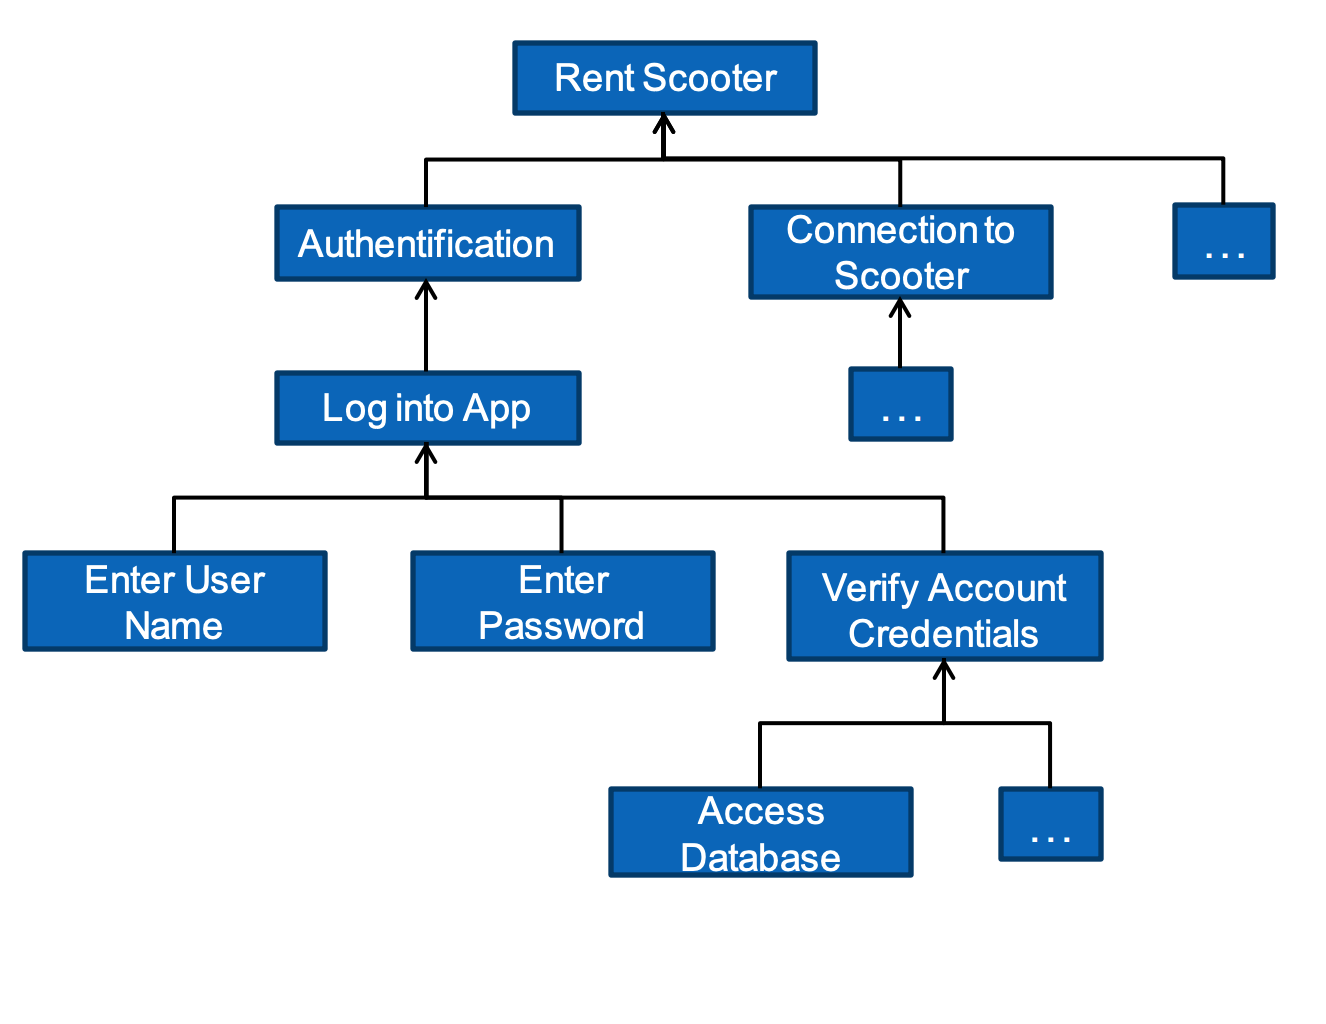 Rent Scooter
Authentification
Connection to
Scooter
...
Log into App
...
Enter User
Name
Enter
Password
Verify Account
Credentials
Access
Database
...